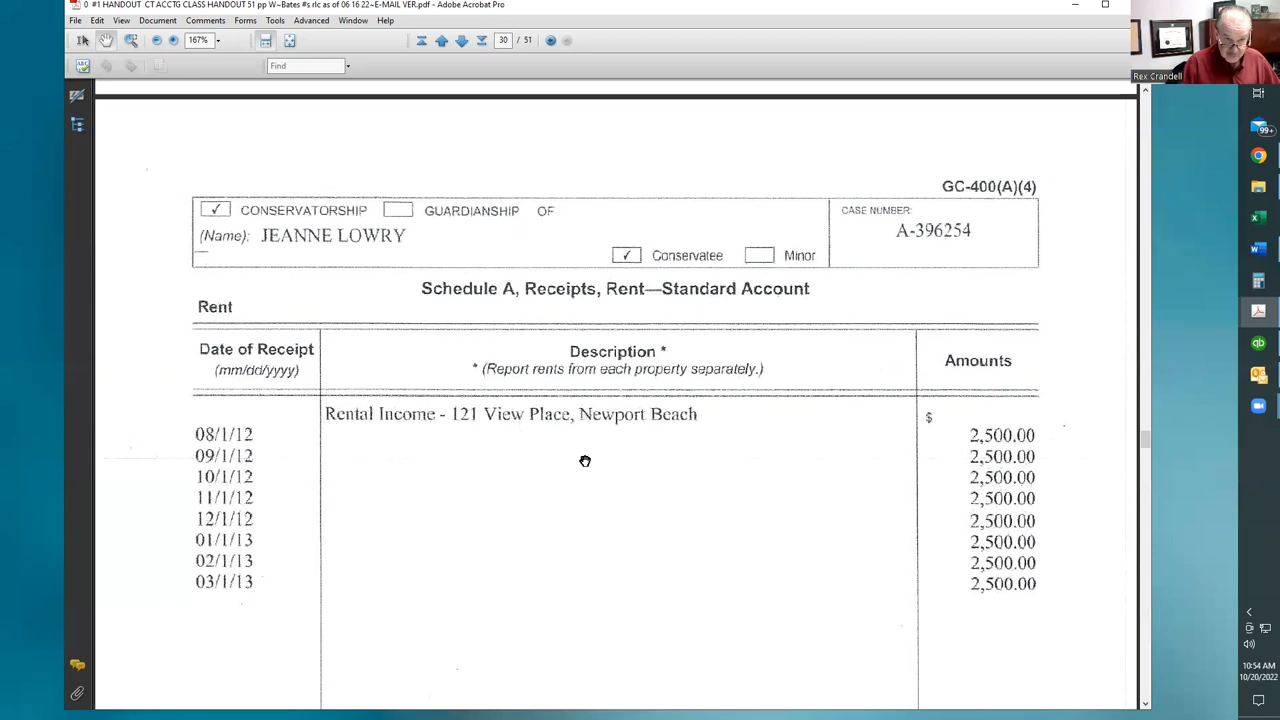 0 #1 HANDOUT CT ACCTG CLASS HANDOUT 51 pp W~Bates #s rlc as of 06 16 22~E-MAIL VER.pdf - Adobe Acrobat Pro
File Edit View Document Comments Forms Tools Advanced Window Help
167% 30 / 51
Find
Rex Crandell
GC-400(A)(4)
✓ CONSERVATORSHIP GUARDIANSHIP OF
CASE NUMBER:
(Name): JEANNE LOWRY
A-396254
✓ Conservatee Minor
Schedule A, Receipts, Rent—Standard Account
Rent
Date of Receipt
(mm/dd/yyyy)
Description *
* (Report rents from each property separately.)
Amounts
Rental Income - 121 View Place, Newport Beach $
08/1/12 2,500.00
09/1/12 2,500.00
10/1/12 2,500.00
11/1/12 2,500.00
12/1/12 2,500.00
01/1/13 2,500.00
02/1/13 2,500.00
03/1/13 2,500.00
99+
10:54 AM
10/20/2022